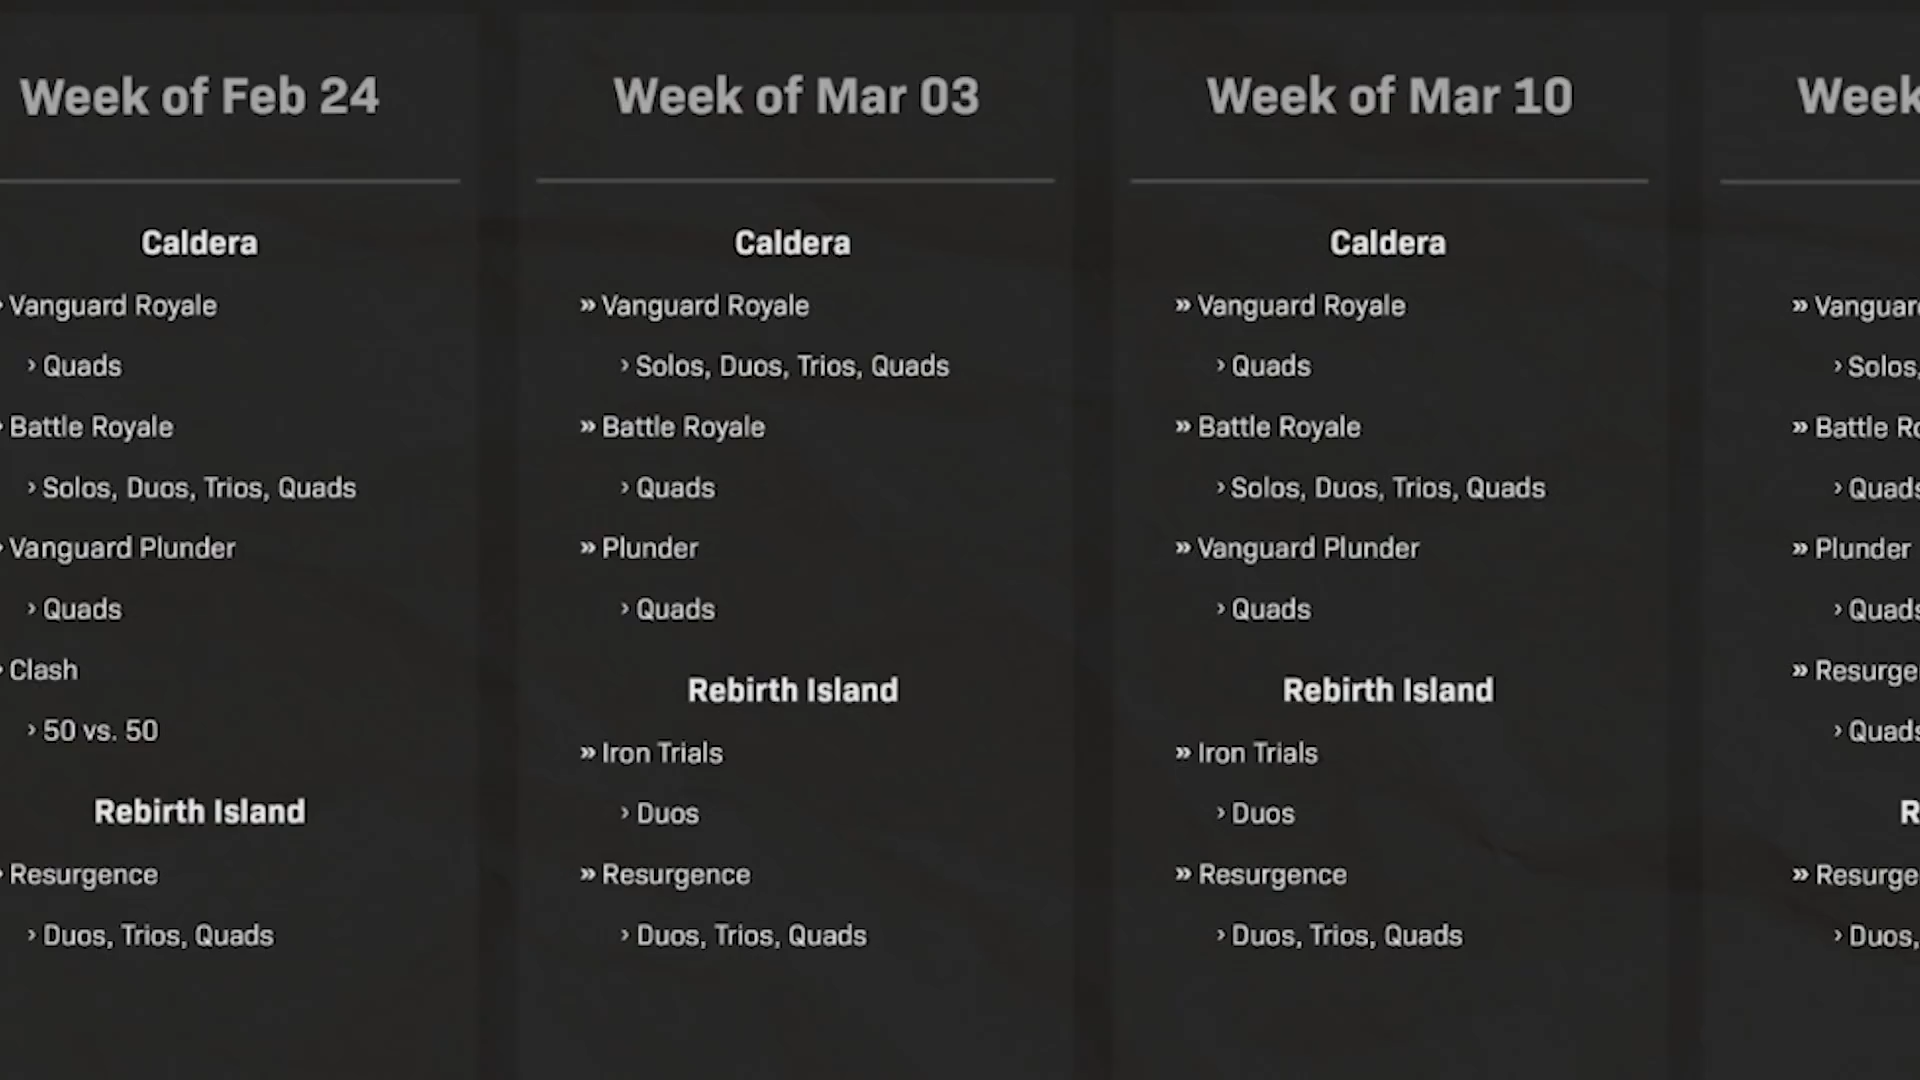 Week of Feb 24
Caldera
Vanguard Royale
› Quads
Battle Royale
› Solos, Duos, Trios, Quads
Vanguard Plunder
› Quads
Clash
› 50 vs. 50
Rebirth Island
Resurgence
› Duos, Trios, Quads
Week of Mar 03
Caldera
» Vanguard Royale
› Solos, Duos, Trios, Quads
» Battle Royale
› Quads
» Plunder
› Quads
Rebirth Island
» Iron Trials
› Duos
» Resurgence
› Duos, Trios, Quads
Week of Mar 10
Caldera
» Vanguard Royale
› Quads
» Battle Royale
› Solos, Duos, Trios, Quads
» Vanguard Plunder
› Quads
Rebirth Island
» Iron Trials
› Duos
» Resurgence
› Duos, Trios, Quads
Week
»
› Solos,
» Battle
›
» Plunder
›
»
›
»
› Duos,